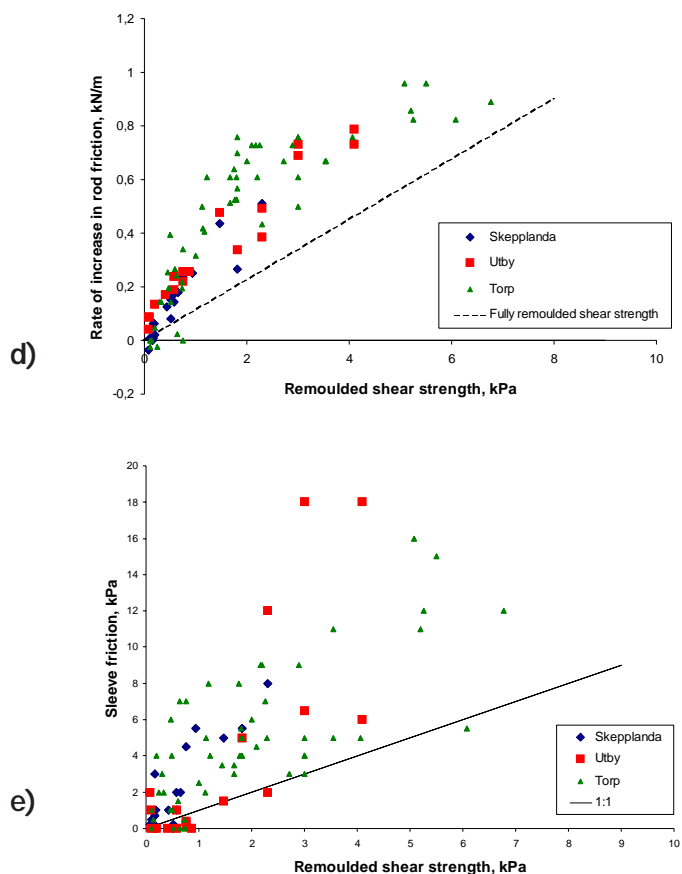 1,2
1
0,8
0,6
0,4
0,2
0
-0,2
0 2 4 6 8 10
Rate of increase in rod friction, kN/m
Remoulded shear strength, kPa
Skepplanda
Utby
Torp
Fully remoulded shear strength
d)
20
18
16
14
12
10
8
6
4
2
0
0 1 2 3 4 5 6 7 8 9 10
Sleeve friction, kPa
Remoulded shear strength, kPa
Skepplanda
Utby
Torp
1:1
e)